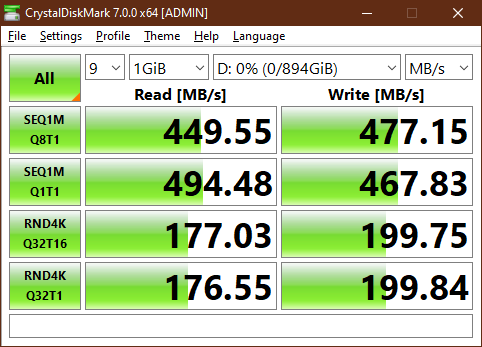 CrystalDiskMark 7.0.0 x64 [ADMIN]
File Settings Profile Theme Help Language
All 9 1GiB D: 0% (0/894GiB) MB/s
Read [MB/s] Write [MB/s]
SEQ1M
Q8T1 449.55 477.15
SEQ1M
Q1T1 494.48 467.83
RND4K
Q32T16 177.03 199.75
RND4K
Q32T1 176.55 199.84